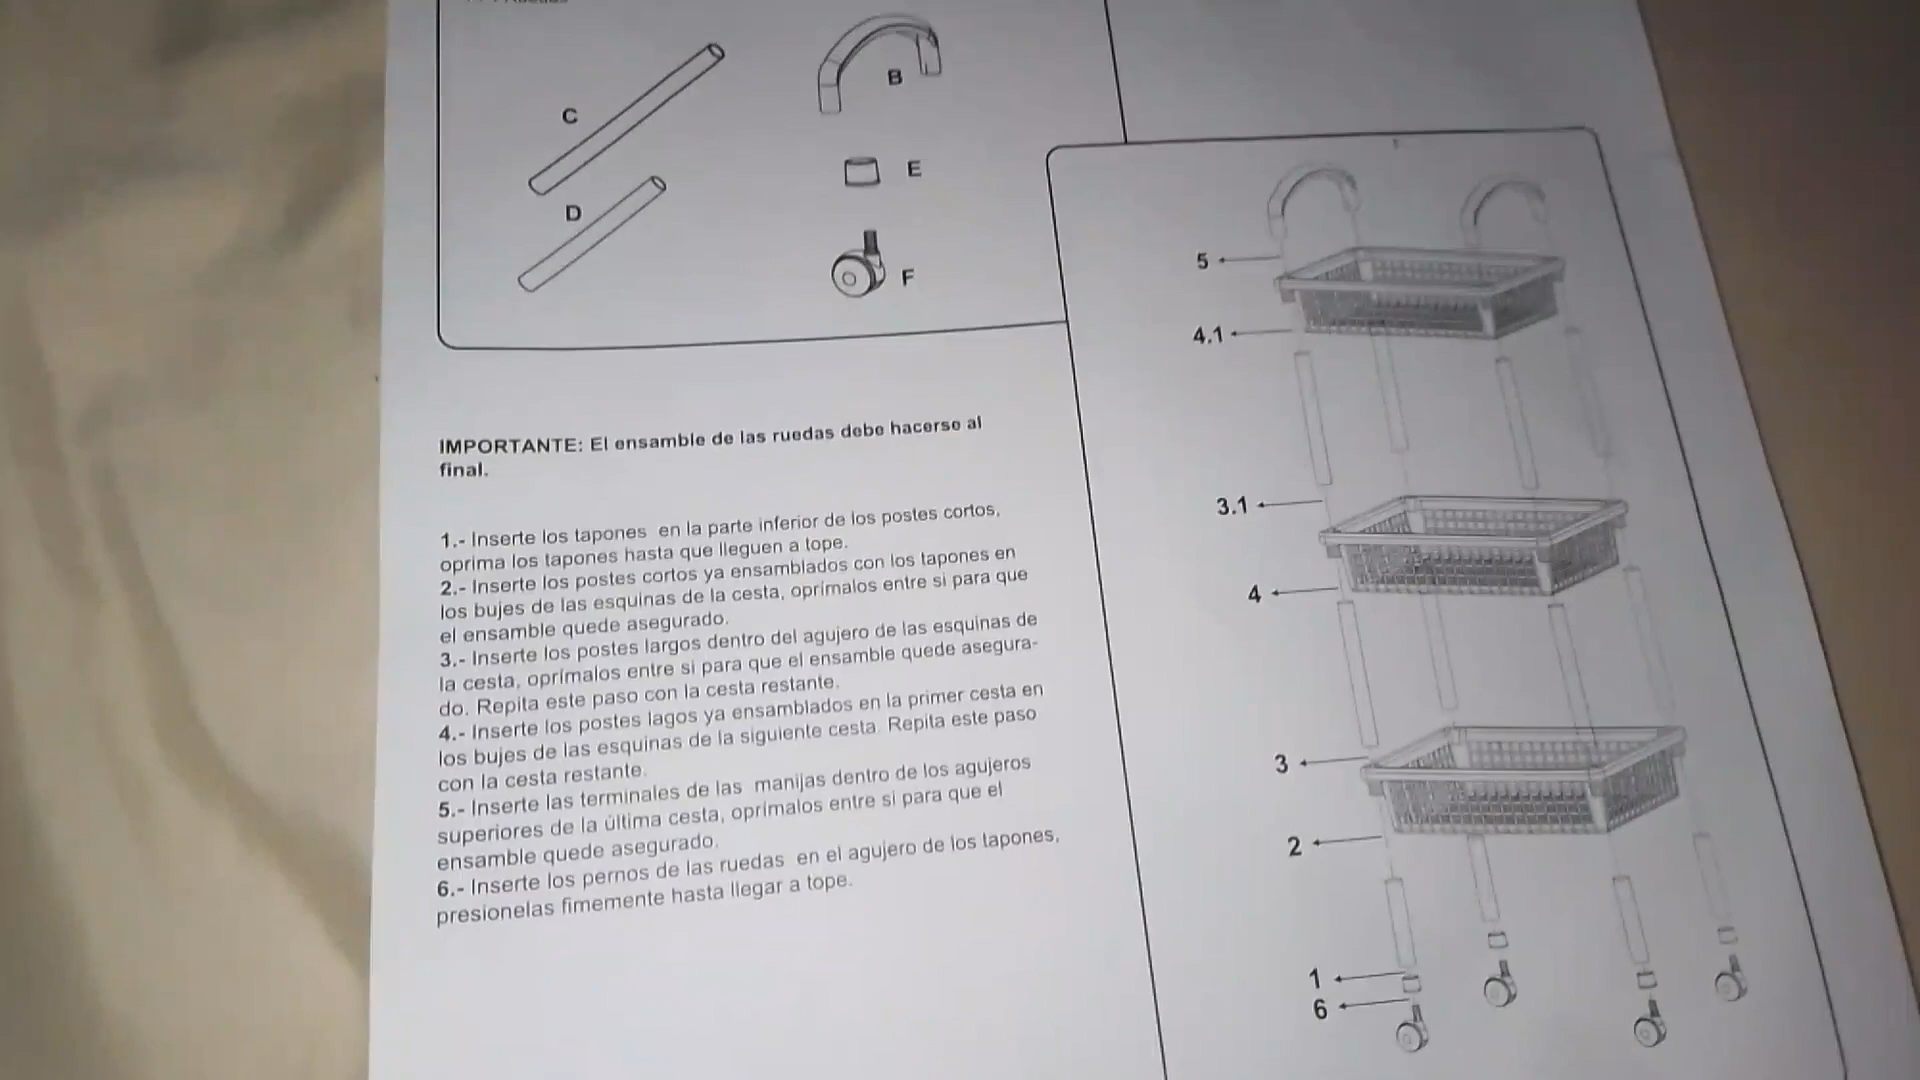 C
B
E
D
F
IMPORTANTE: El ensamble de las ruedas debe hacerse al
final.
1.- Inserte los tapones en la parte inferior de los postes cortos,
oprima los tapones hasta que lleguen a tope.
2.- Inserte los postes cortos ya ensamblados con los tapones en
los bujes de las esquinas de la cesta, oprímalos entre si para que
el ensamble quede asegurado.
3.- Inserte los postes largos dentro del agujero de las esquinas de
la cesta, oprímalos entre si para que el ensamble quede asegura-
do. Repita este paso con la cesta restante.
4.- Inserte los postes lagos ya ensamblados en la primer cesta en
los bujes de las esquinas de la siguiente cesta. Repita este paso
con la cesta restante.
5.- Inserte las terminales de las manijas dentro de los agujeros
superiores de la última cesta, oprímalos entre si para que el
ensamble quede asegurado.
6.- Inserte los pernos de las ruedas en el agujero de los tapones,
presionelas fimemente hasta llegar a tope.
5
4.1
3.1
4
3
2
1
6